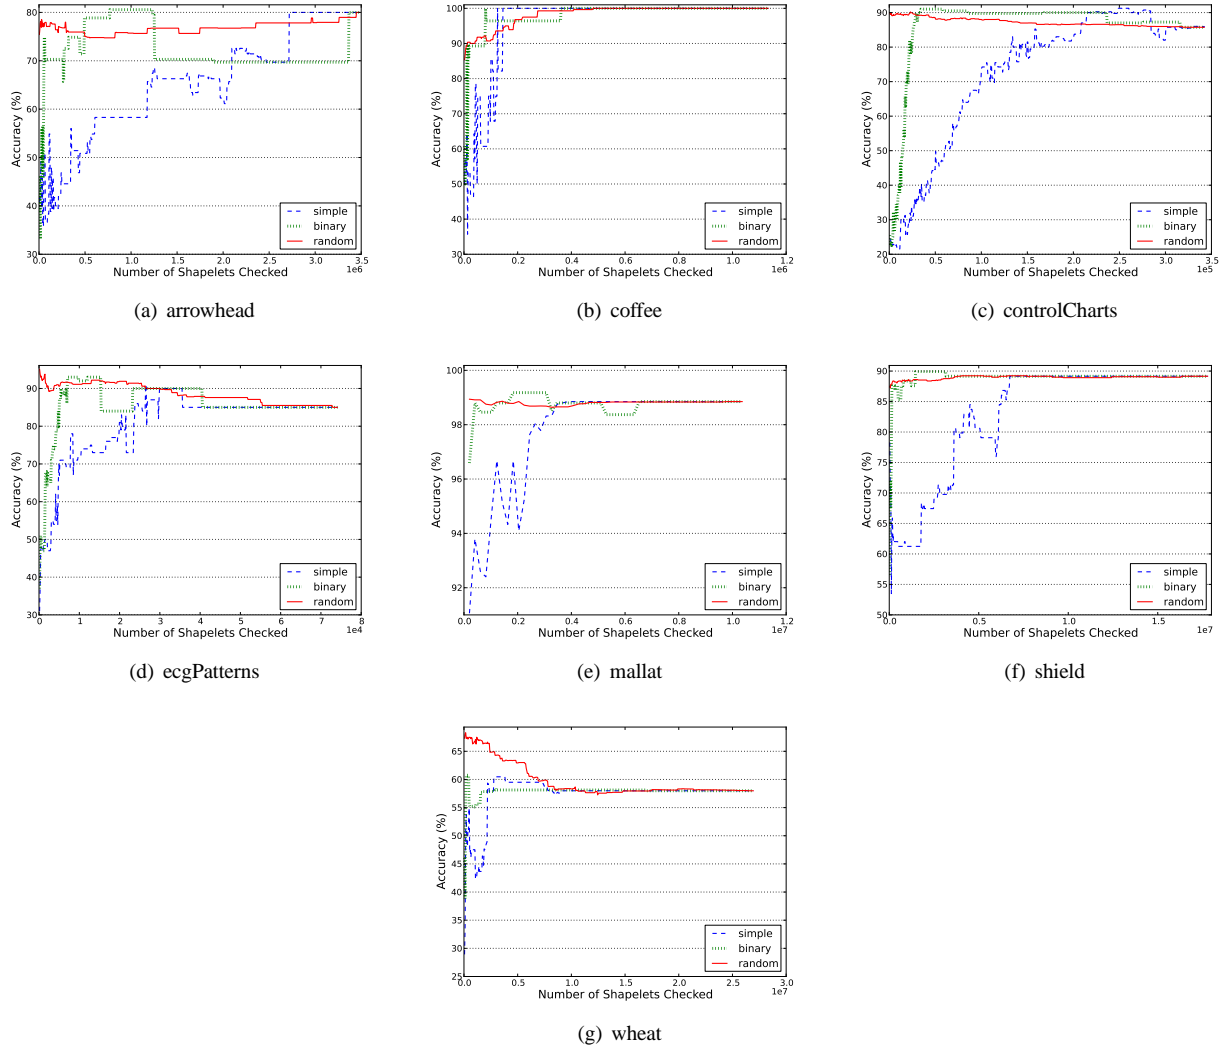 80
70
60
50
40
30
Accuracy (%)
simple
binary
random
0.0 0.5 1.0 1.5 2.0 2.5 3.0 3.5
1e6
Number of Shapelets Checked
(a) arrowhead
100
90
80
70
60
50
40
30
Accuracy (%)
simple
binary
random
0.0 0.2 0.4 0.6 0.8 1.0 1.2
1e6
Number of Shapelets Checked
(b) coffee
90
80
70
60
50
40
30
20
Accuracy (%)
simple
binary
random
0.0 0.5 1.0 1.5 2.0 2.5 3.0 3.5
1e5
Number of Shapelets Checked
(c) controlCharts
90
80
70
60
50
40
30
Accuracy (%)
simple
binary
random
0 1 2 3 4 5 6 7 8
1e4
Number of Shapelets Checked
(d) ecgPatterns
100
98
96
94
92
Accuracy (%)
simple
binary
random
0.0 0.2 0.4 0.6 0.8 1.0 1.2
1e7
Number of Shapelets Checked
(e) mallat
90
85
80
75
70
65
60
55
50
Accuracy (%)
simple
binary
random
0.0 0.5 1.0 1.5
1e7
Number of Shapelets Checked
(f) shield
65
60
55
50
45
40
35
30
25
Accuracy (%)
simple
binary
random
0.0 0.5 1.0 1.5 2.0 2.5 3.0
1e7
Number of Shapelets Checked
(g) wheat